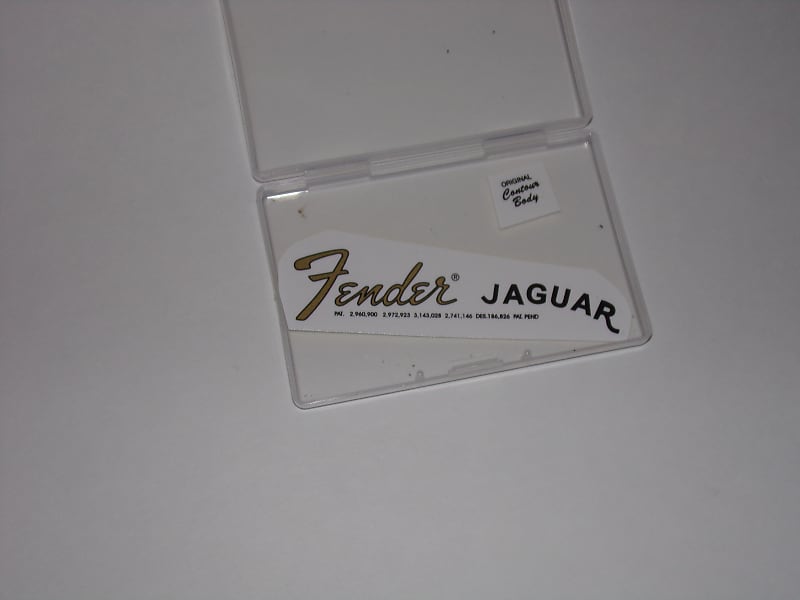 ORIGINAL
Contour
Body
Fender® JAGUAR
PAT. 2,960,900 2,972,923 3,143,028 2,741,146 DES.186,826 PAT. PEND